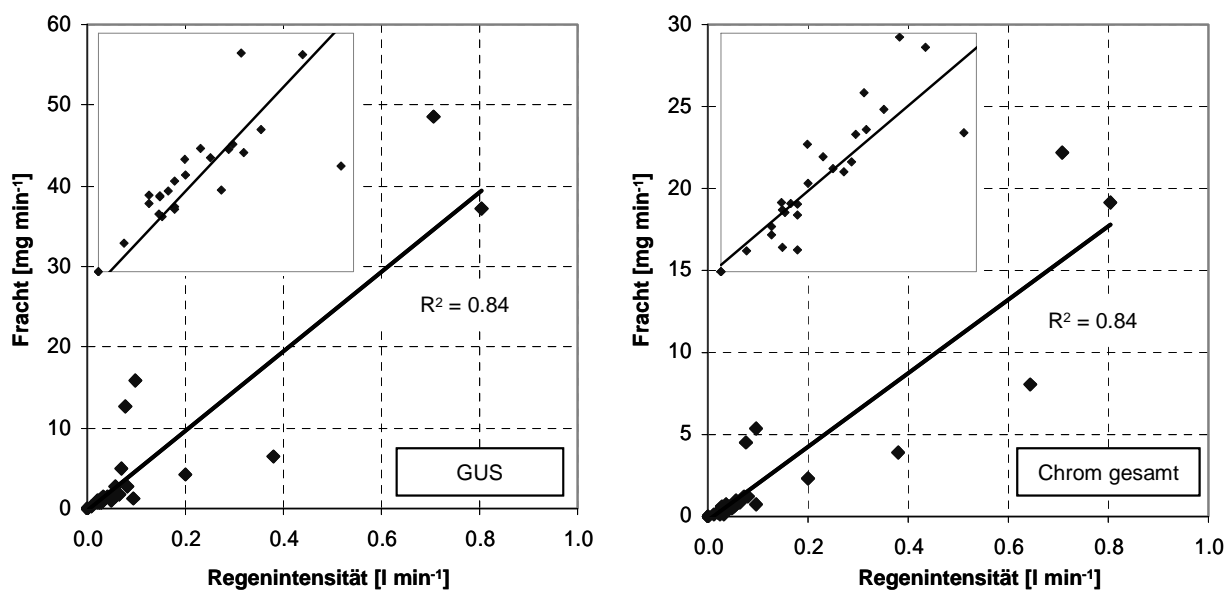 Fracht [mg min-1]
60
50
40
30
20
10
0
R² = 0.84
GUS
0.0 0.2 0.4 0.6 0.8 1.0
Regenintensität [l min-1]
Fracht [mg min-1]
30
25
20
15
10
5
0
R² = 0.84
Chrom gesamt
0.0 0.2 0.4 0.6 0.8 1.0
Regenintensität [l min-1]